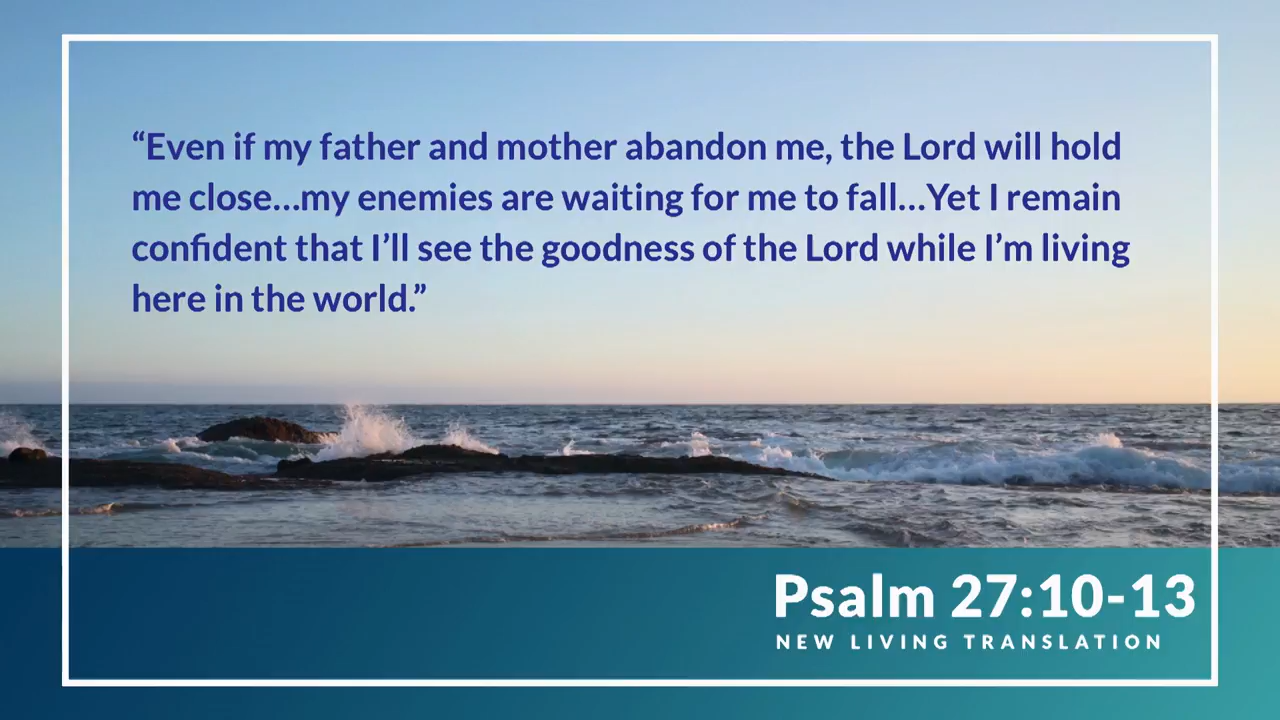 “Even if my father and mother abandon me, the Lord will hold
me close...my enemies are waiting for me to fall...Yet I remain
confident that I’ll see the goodness of the Lord while I’m living
here in the world.”
Psalm 27:10-13
NEW LIVING TRANSLATION